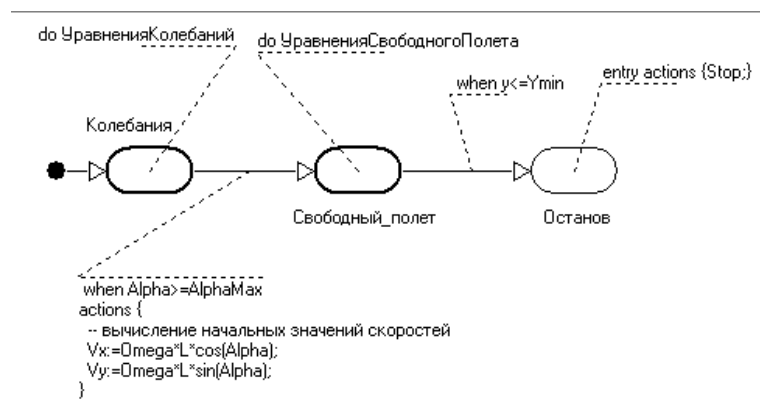 do УравненияКолебаний
do УравненияСвободногоПолета
when y<=Ymin
entry actions {Stop;}
Колебания
Свободный_полет
Останов
when Alpha>=AlphaMax
actions {
-- вычисление начальных значений скоростей
Vx:=Omega*L*cos(Alpha);
Vy:=Omega*L*sin(Alpha);
}